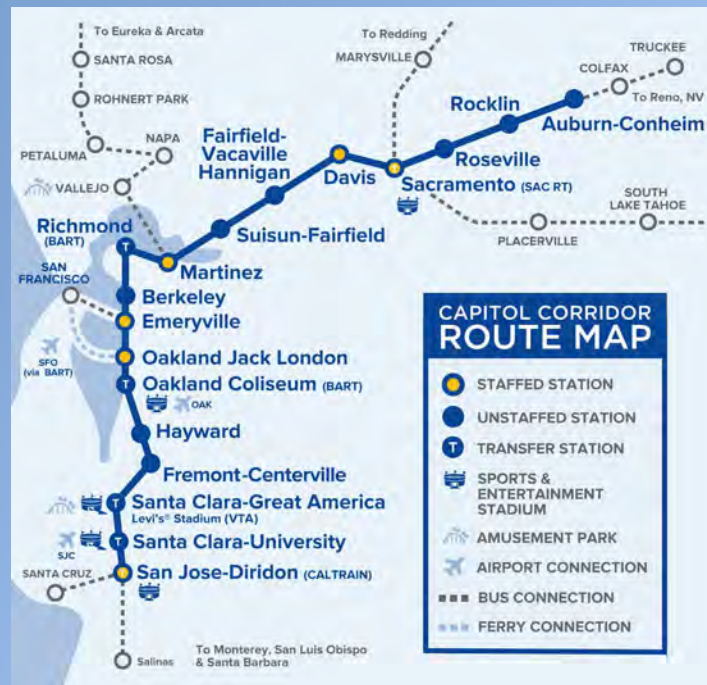 To Eureka & Arcata
SANTA ROSA
ROHNERT PARK
PETALUMA
NAPA
VALLEJO
To Redding
MARYSVILLE
TRUCKEE
COLFAX
To Reno, NV
Rocklin
Auburn-Conheim
Roseville
Fairfield-
Vacaville
Hannigan
Davis
Sacramento (SAC RT)
SOUTH
LAKE TAHOE
PLACERVILLE
Suisun-Fairfield
Richmond
(BART)
T
Martinez
SAN
FRANCISCO
Berkeley
Emeryville
SFO
(via BART)
Oakland Jack London
T
Oakland Coliseum (BART)
OAK
Hayward
Fremont-Centerville
T
Santa Clara-Great America
Levi's® Stadium (VTA)
SJC
T
Santa Clara-University
SANTA CRUZ
T
San Jose-Diridon (CALTRAIN)
Salinas
To Monterey, San Luis Obispo
& Santa Barbara
CAPITOL CORRIDOR
ROUTE MAP
STAFFED STATION
UNSTAFFED STATION
T
TRANSFER STATION
SPORTS &
ENTERTAINMENT
STADIUM
AMUSEMENT PARK
AIRPORT CONNECTION
BUS CONNECTION
FERRY CONNECTION